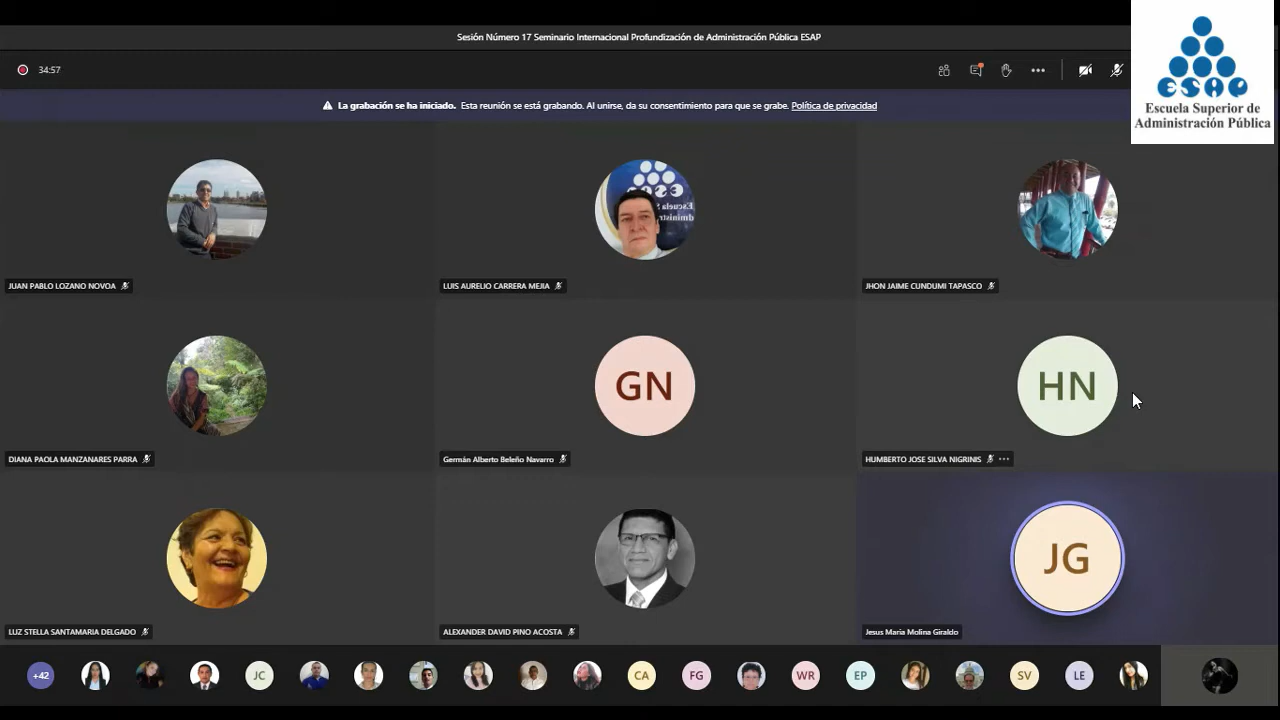 Sesión Número 17 Seminario Internacional Profundización de Administración Pública ESAP
34:57
ESAP
Escuela Superior de
Administración Pública
La grabación se ha iniciado. Esta reunión se está grabando. Al unirse, da su consentimiento para que se grabe. Política de privacidad
JUAN PABLO LOZANO NOVOA
LUIS AURELIO CARRERA MEJIA
JHON JAIME CUNDUMI TAPASCO
GN
HN
DIANA PAOLA MANZANARES PARRA
Germán Alberto Beleño Navarro
HUMBERTO JOSE SILVA NIGRINIS
JG
LUZ STELLA SANTAMARIA DELGADO
ALEXANDER DAVID PINO ACOSTA
Jesus Maria Molina Giraldo
+42
JC
CA
FG
WR
EP
SV
LE